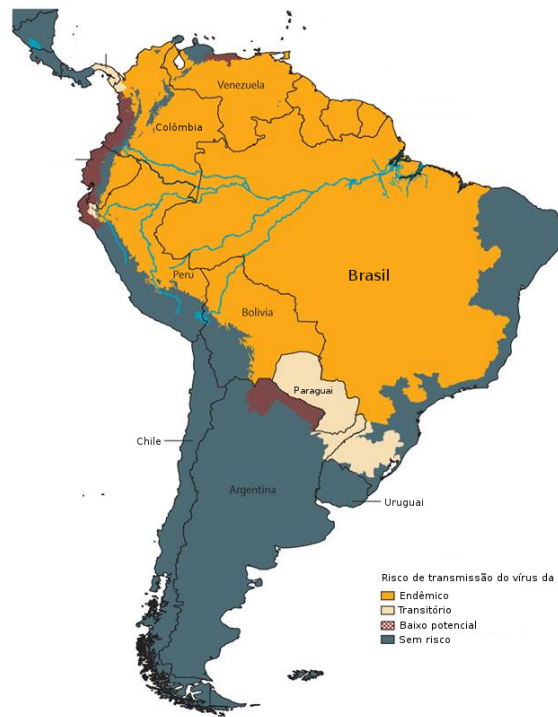 Venezuela
Colômbia
Brasil
Peru
Bolivia
Paraguai
Chile
Argentina
Uruguai
Risco de transmissão do vírus da
Endêmico
Transitório
Baixo potencial
Sem risco